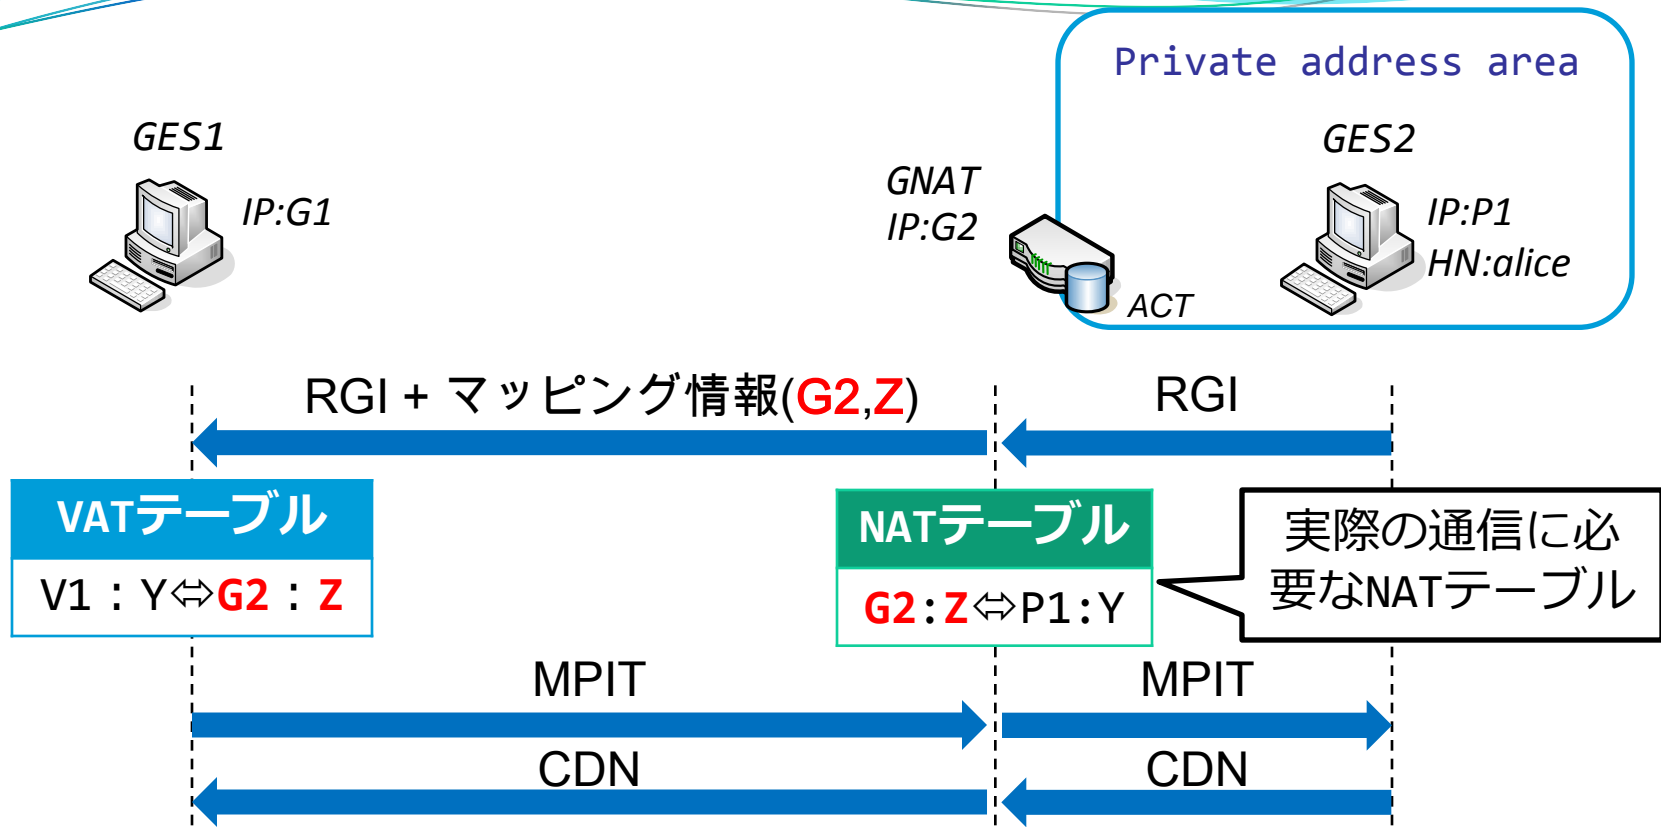 Private address area
GES1
IP:G1
GNAT
IP:G2
ACT
GES2
IP:P1
HN:alice
RGI + マッピング情報(G2,Z)
RGI
VATテーブル
V1：Y⇔G2：Z
NATテーブル
G2:Z⇔P1:Y
実際の通信に必
要なNATテーブル
MPIT
MPIT
CDN
CDN